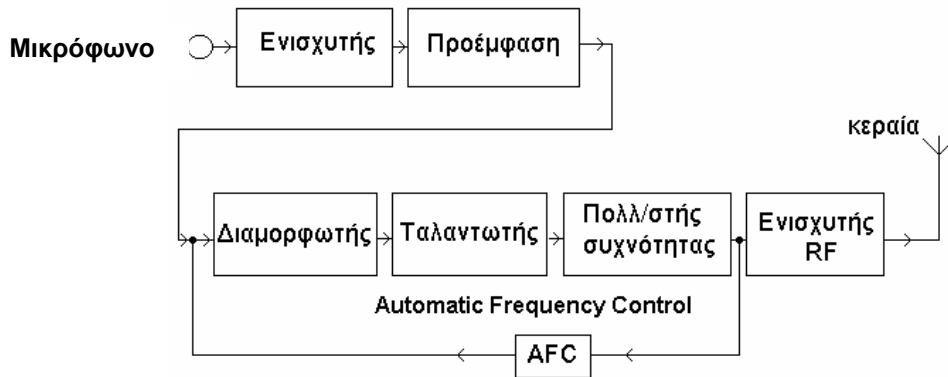 Μικρόφωνο
Ενισχυτής
Προέμφαση
κεραία
Διαμορφωτής
Ταλαντωτής
Πολλ/στής
συχνότητας
Ενισχυτής
RF
Automatic Frequency Control
AFC